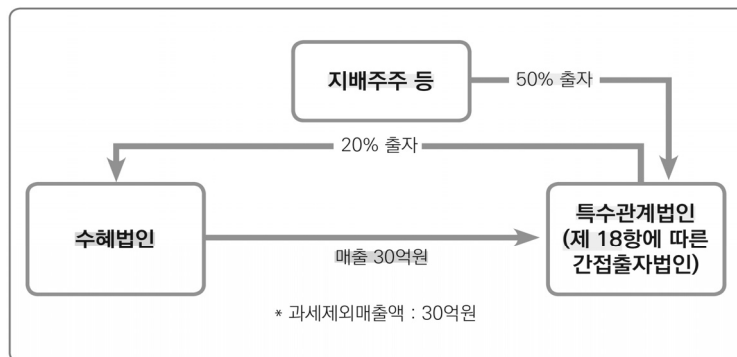 지배주주 등
50% 출자
20% 출자
수혜법인
매출 30억원
특수관계법인
(제 18항에 따른
간접출자법인)
* 과세제외매출액 : 30억원